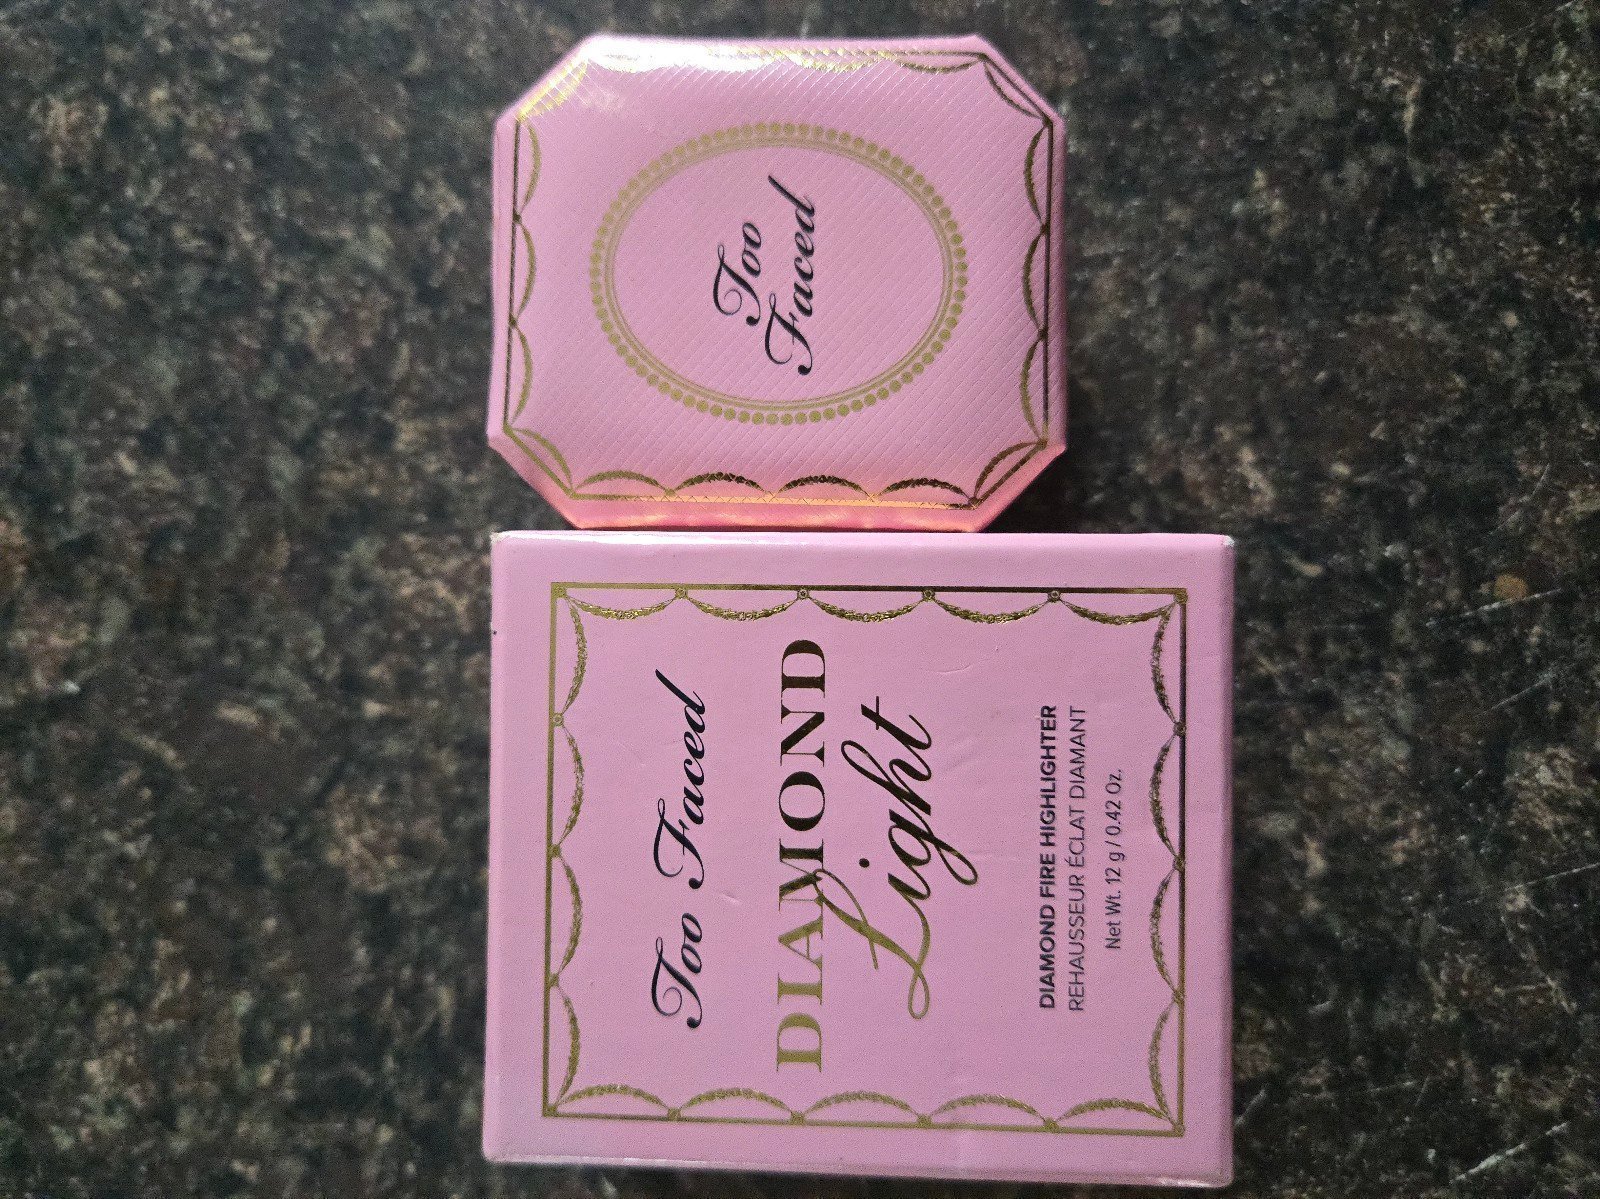 Too
Faced
Too Faced
DIAMOND
Light
DIAMOND FIRE HIGHLIGHTER
REHAUSSEUR ÉCLAT DIAMANT
Net Wt. 12 g / 0.42 Oz.